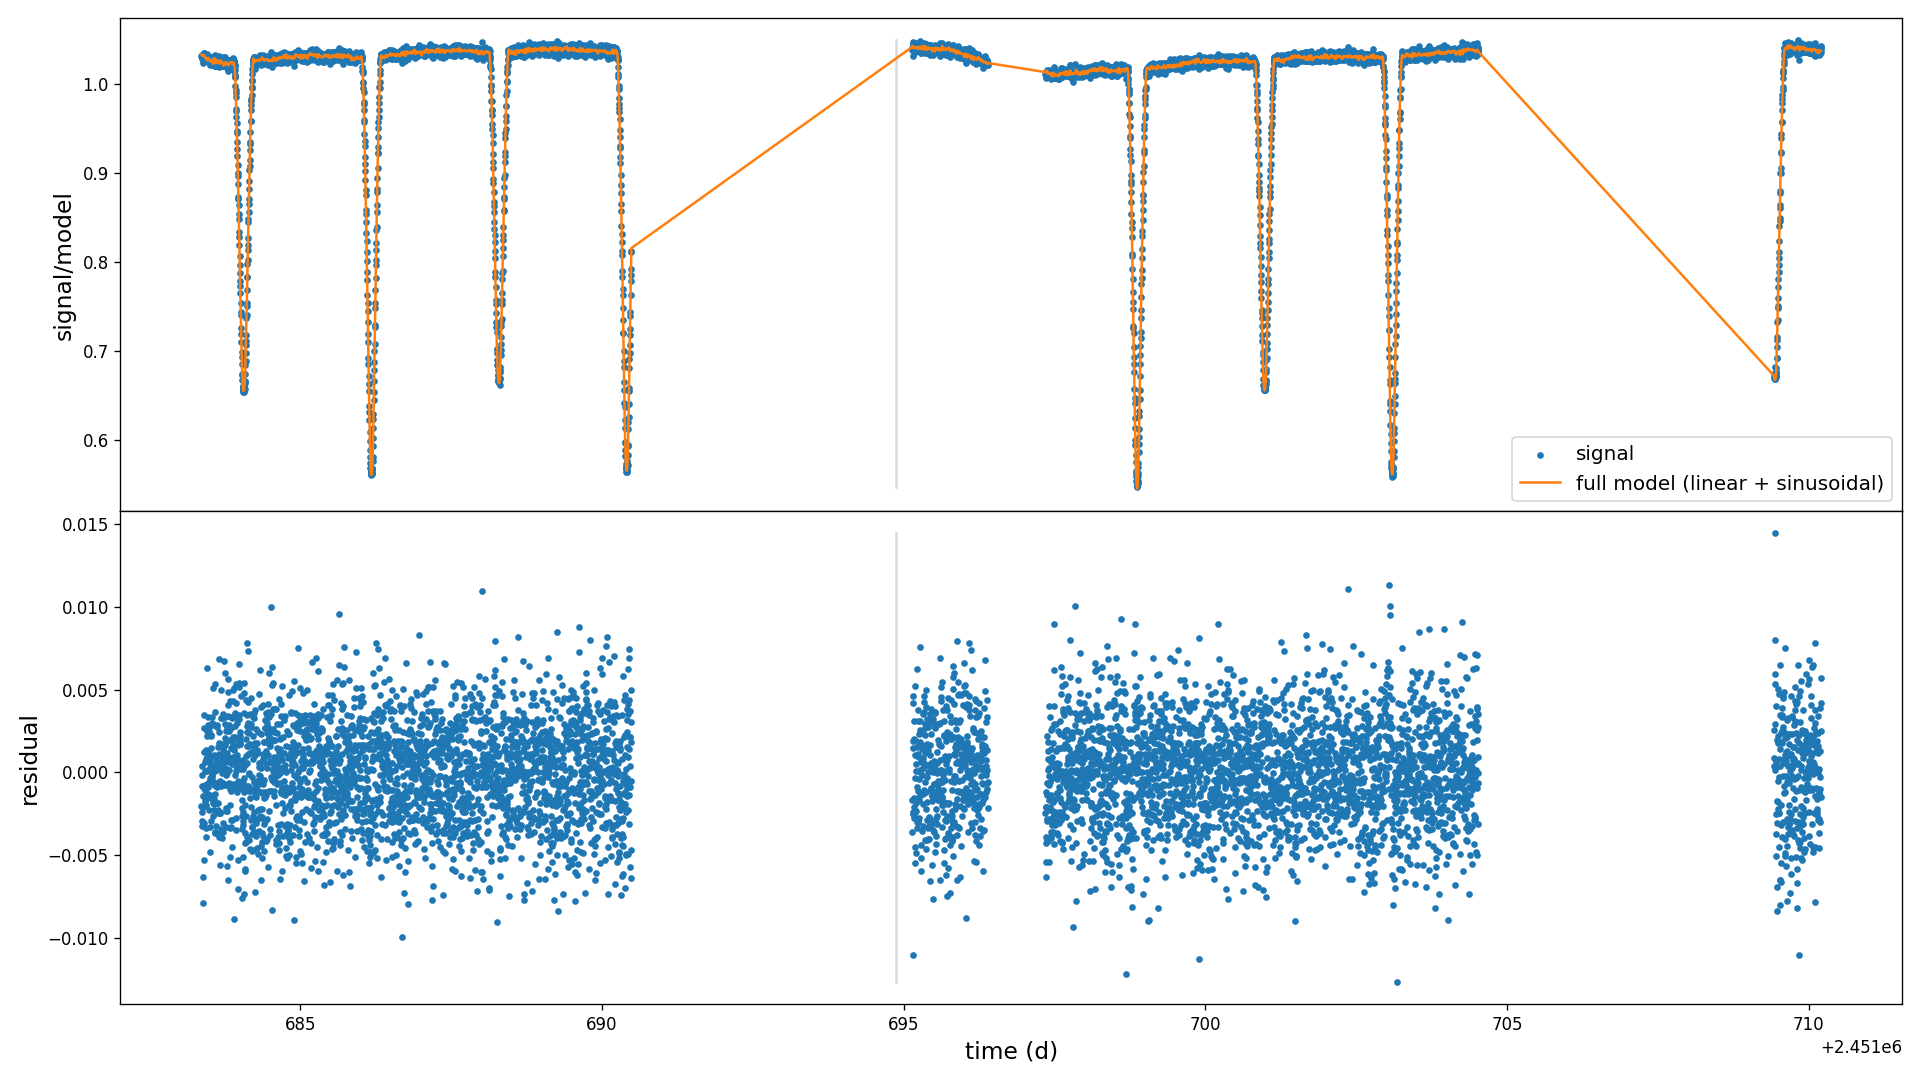 signal/model
1.0
0.9
0.8
0.7
0.6
signal
full model (linear + sinusoidal)
residual
0.015
0.010
0.005
0.000
−0.005
−0.010
685
690
695
700
705
710
time (d)
+2.451e6